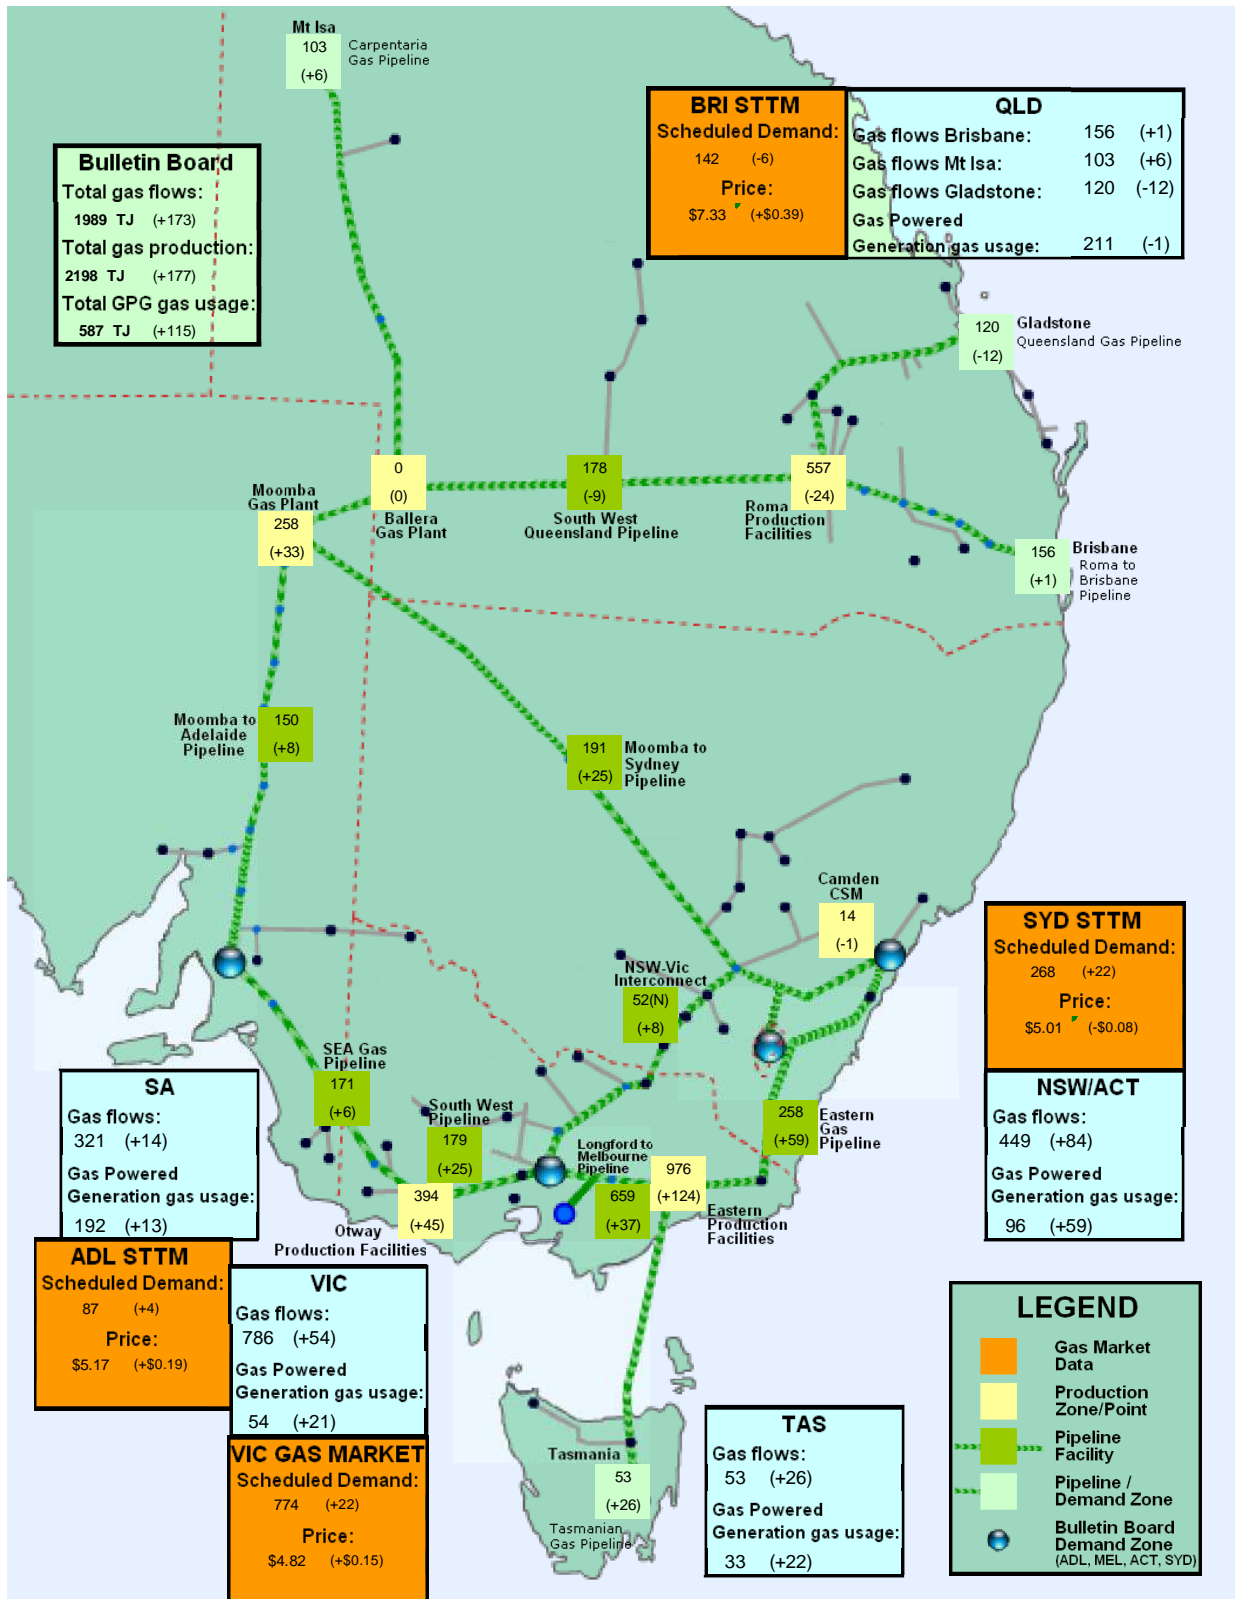 Mt Isa
103
(+6)
Carpentaria
Gas Pipeline
BRI STTM
Scheduled Demand:
142 (-6)
Price:
$7.33 (+$0.39)
QLD
Gas flows Brisbane: 156 (+1)
Gas flows Mt Isa: 103 (+6)
Gas flows Gladstone: 120 (-12)
Gas Powered
Generation gas usage: 211 (-1)
Bulletin Board
Total gas flows:
1989 TJ (+173)
Total gas production:
2198 TJ (+177)
Total GPG gas usage:
587 TJ (+115)
120
(-12)
Gladstone
Queensland Gas Pipeline
0
(0)
Ballera
Gas Plant
178
(-9)
South West
Queensland Pipeline
557
(-24)
Roma
Production
Facilities
Moomba
Gas Plant
258
(+33)
156
(+1)
Brisbane
Roma to
Brisbane
Pipeline
Moomba to
Adelaide
Pipeline
150
(+8)
191
(+25)
Moomba to
Sydney
Pipeline
Camden
CSM
14
(-1)
NSW-Vic
Interconnect
52(N)
(+8)
SYD STTM
Scheduled Demand:
268 (+22)
Price:
$5.01 (-$0.08)
NSW/ACT
Gas flows:
449 (+84)
Gas Powered
Generation gas usage:
96 (+59)
SEA Gas
Pipeline
171
(+6)
South West
Pipeline
179
(+25)
Longford to
Melbourne
Pipeline
659
(+37)
976
(+124)
Eastern
Production
Facilities
258
(+59)
Eastern
Gas
Pipeline
394
(+45)
Otway
Production Facilities
SA
Gas flows:
321 (+14)
Gas Powered
Generation gas usage:
192 (+13)
ADL STTM
Scheduled Demand:
87 (+4)
Price:
$5.17 (+$0.19)
VIC
Gas flows:
786 (+54)
Gas Powered
Generation gas usage:
54 (+21)
VIC GAS MARKET
Scheduled Demand:
774 (+22)
Price:
$4.82 (+$0.15)
Tasmania
53
(+26)
Tasmanian
Gas Pipeline
TAS
Gas flows:
53 (+26)
Gas Powered
Generation gas usage:
33 (+22)
LEGEND
Gas Market
Data
Production
Zone/Point
Pipeline
Facility
Pipeline /
Demand Zone
Bulletin Board
Demand Zone
(ADL, MEL, ACT, SYD)